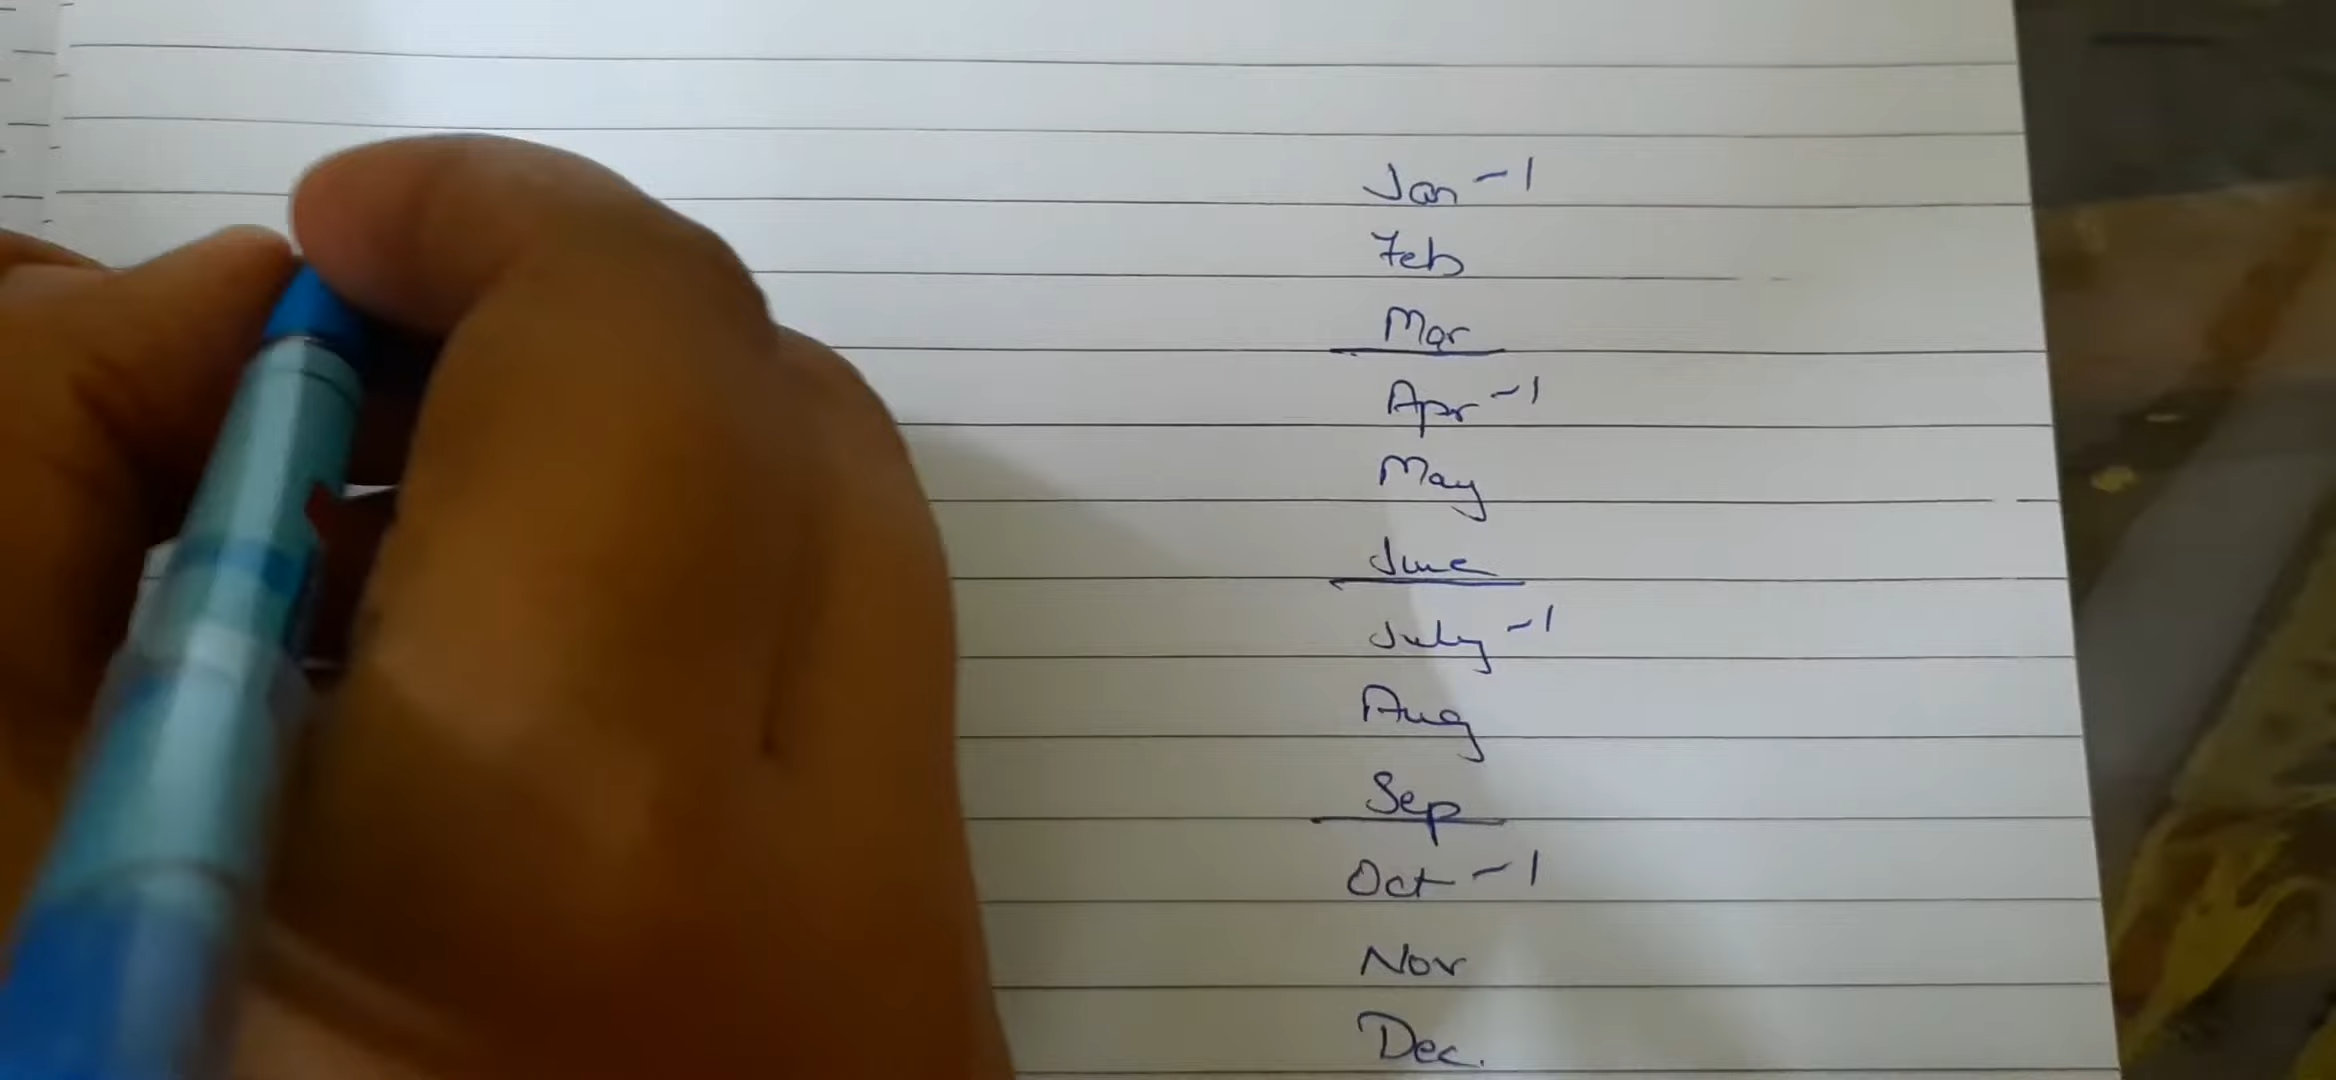 Jan -1
Feb
Mar
Apr -1
May
June
July -1
Aug
Sep
Oct -1
Nov
Dec.